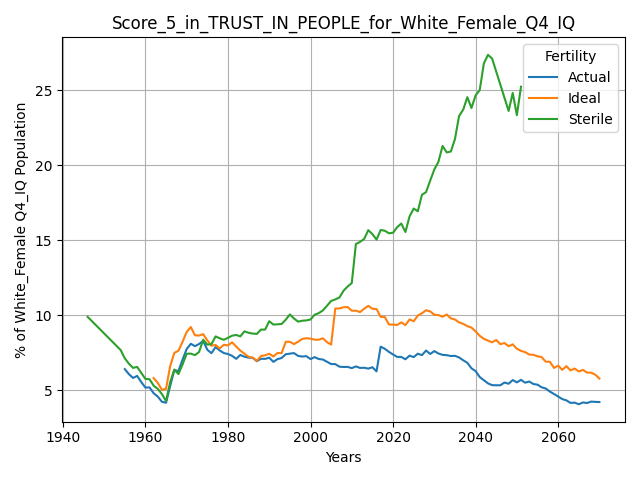 Score_5_in_TRUST_IN_PEOPLE_for_White_Female_Q4_IQ
% of White_Female Q4_IQ Population
25
20
15
10
5
Fertility
Actual
Ideal
Sterile
1940 1960 1980 2000 2020 2040 2060
Years